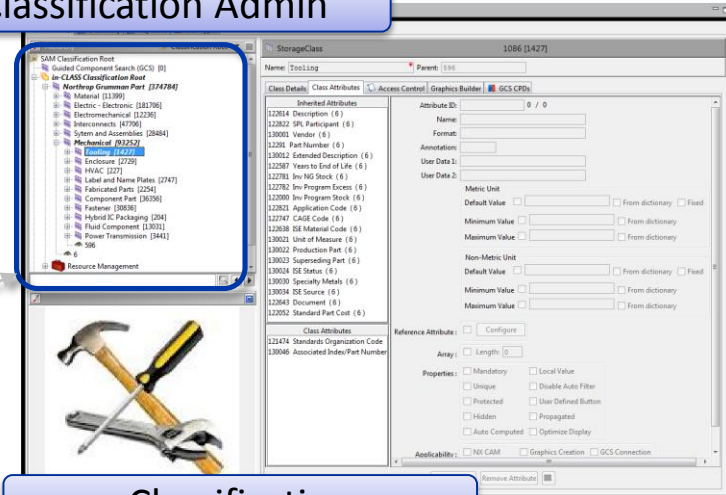 lassification Admin
Classification Root
SAM Classification Root
Guided Component Search (GCS) [0]
in-CLASS Classification Root
Northrop Grumman Part [374784]
Material [11399]
Electric - Electronic [181706]
Electromechanical [12236]
Interconnects [47706]
Sytem and Assemblies [28484]
Mechanical [93252]
Tooling [1427]
Enclosure [2729]
HVAC [227]
Label and Name Plates [2747]
Fabricated Parts [2254]
Component Part [36356]
Fastener [30836]
Hybrid IC Packaging [204]
Fluid Component [13031]
Power Transmission [3441]
596
6
Resource Management
StorageClass 1086 [1427]
Name: Tooling * Parent: 596
Class Details Class Attributes Access Control Graphics Builder GCS CPDs
Inherited Attributes
122614 Description (6)
122822 SPL Participant (6)
130001 Vendor (6)
12291 Part Number (6)
130012 Extended Description (6)
122587 Years to End of Life (6)
122781 Inv NG Stock (6)
122782 Inv Program Excess (6)
122000 Inv Program Stock (6)
122821 Application Code (6)
122747 CAGE Code (6)
122638 ISE Material Code (6)
130021 Unit of Measure (6)
130022 Production Part (6)
130023 Superseding Part (6)
130024 ISE Status (6)
130030 Specialty Metals (6)
130034 ISE Source (6)
122643 Document (6)
122052 Standard Part Cost (6)
Class Attributes
121474 Standards Organization Code
130046 Associated Index/Part Number
Attribute ID: 0 / 0
Name:
Format:
Annotation:
User Data 1:
User Data 2:
Metric Unit
Default Value From dictionary Fixed
Minimum Value From dictionary
Maximum Value From dictionary
Non-Metric Unit
Default Value From dictionary Fixed
Minimum Value From dictionary
Maximum Value From dictionary
Reference Attribute: Configure
Array: Length: 0
Properties: Mandatory Local Value
Unique Disable Auto Filter
Protected User Defined Button
Hidden Propagated
Auto Computed Optimize Display
Applicability: NX CAM Graphics Creation GCS Connection
Remove Attribute
Classification